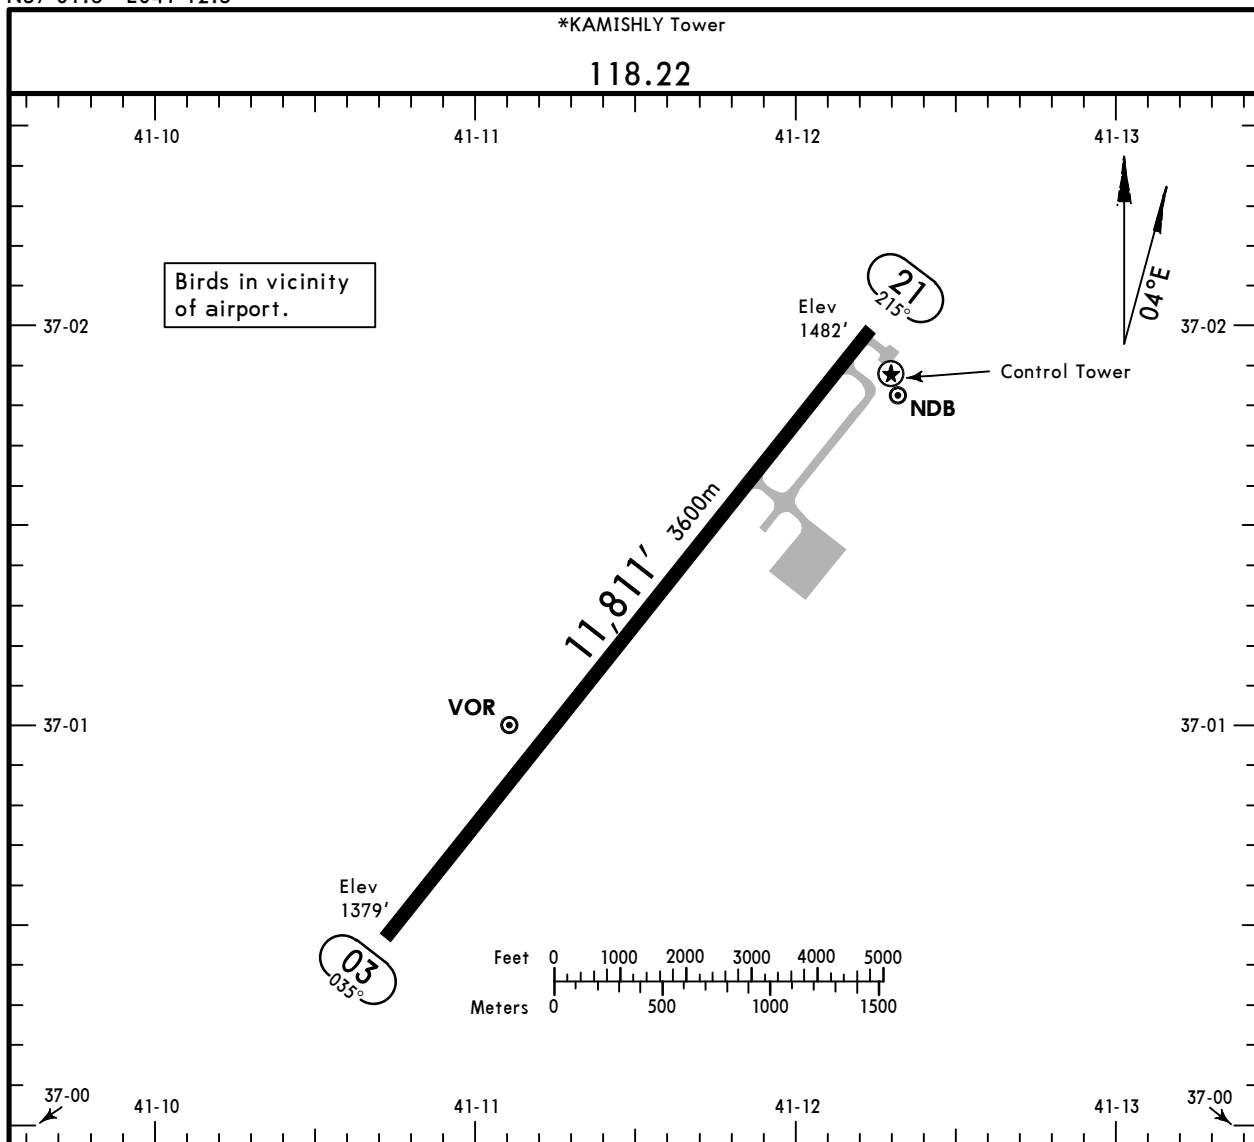 *KAMISHLY Tower
118.22
41-10 41-11 41-12 41-13
04°E
Birds in vicinity
of airport.
21
215°
Elev
1482'
37-02 37-02
Control Tower
NDB
3600m
11,811'
VOR
37-01 37-01
Elev
1379'
03
035°
Feet 0 1000 2000 3000 4000 5000
Meters 0 500 1000 1500
37-00 37-00
41-10 41-11 41-12 41-13